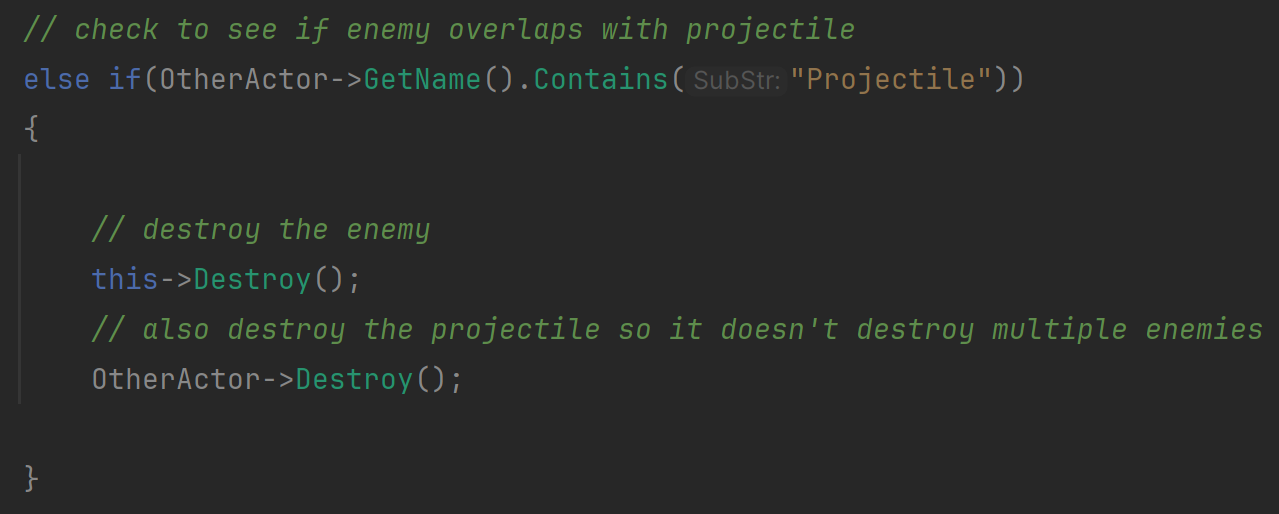 // check to see if enemy overlaps with projectile
else if(OtherActor->GetName().Contains( SubStr: "Projectile"))
{
// destroy the enemy
this->Destroy();
// also destroy the projectile so it doesn't destroy multiple enemies
OtherActor->Destroy();
}